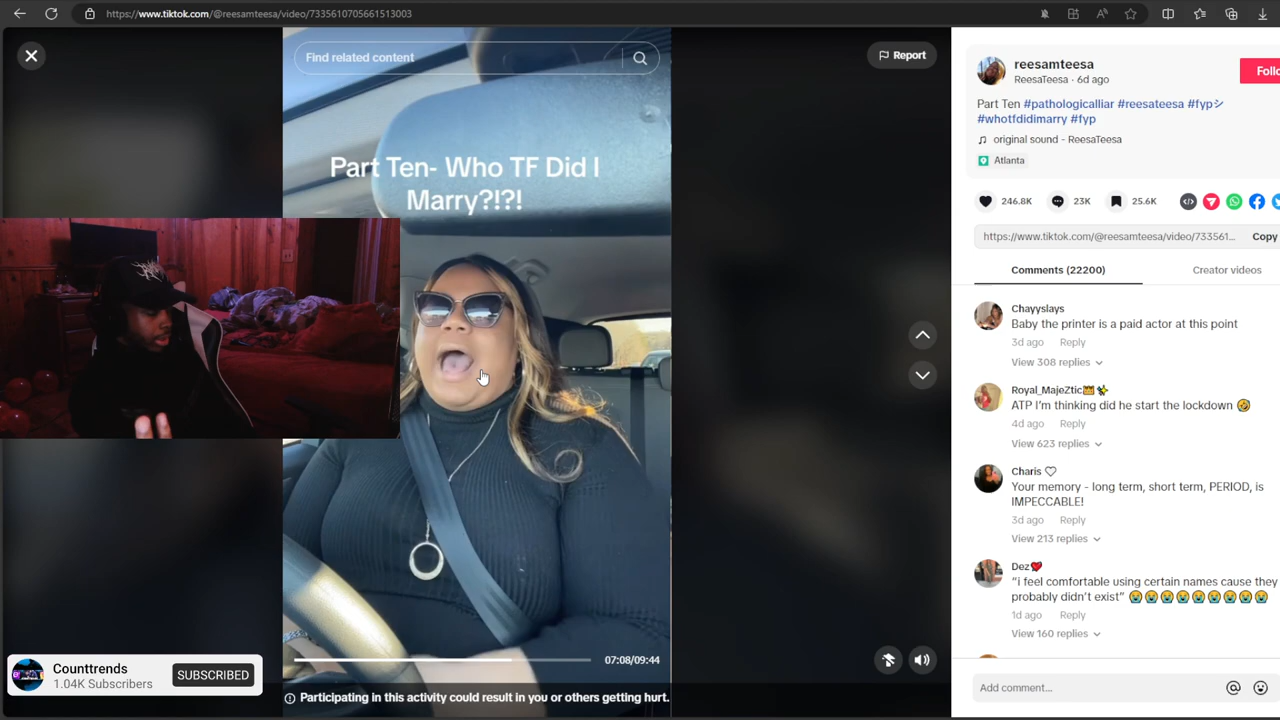 https://www.tiktok.com/@reesamteesa/video/7335610705661513003
Find related content
Report
Part Ten- Who TF Did I
Marry?!?!
07:08/09:44
Participating in this activity could result in you or others getting hurt.
Counttrends
1.04K Subscribers
SUBSCRIBED
reesamteesa
ReesaTeesa · 6d ago
Follo
Part Ten #pathologicalliar #reesateesa #fypシ
#whotfdidimarry #fyp
original sound - ReesaTeesa
Atlanta
246.8K
23K
25.6K
https://www.tiktok.com/@reesamteesa/video/733561...
Copy
Comments (22200)
Creator videos
Chayyslays
Baby the printer is a paid actor at this point
3d ago Reply
View 308 replies
Royal_MajeZtic👑✨
ATP I'm thinking did he start the lockdown 🤣
4d ago Reply
View 623 replies
Charis ♡
Your memory - long term, short term, PERIOD, is
IMPECCABLE!
3d ago Reply
View 213 replies
Dez❤️
“i feel comfortable using certain names cause they
probably didn't exist” 😭😭😭😭😭😭😭😭😭
1d ago Reply
View 160 replies
Add comment...